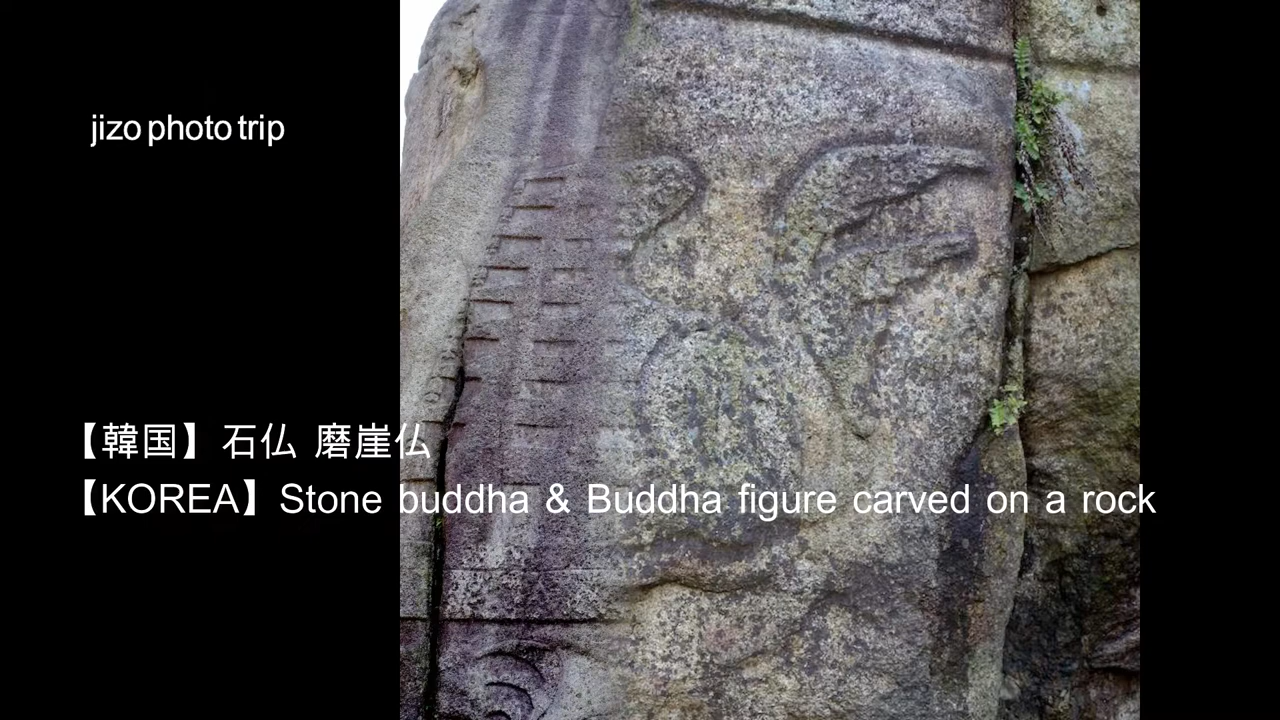 jizo photo trip
【韓国】石仏 磨崖仏
【KOREA】Stone buddha & Buddha figure carved on a rock